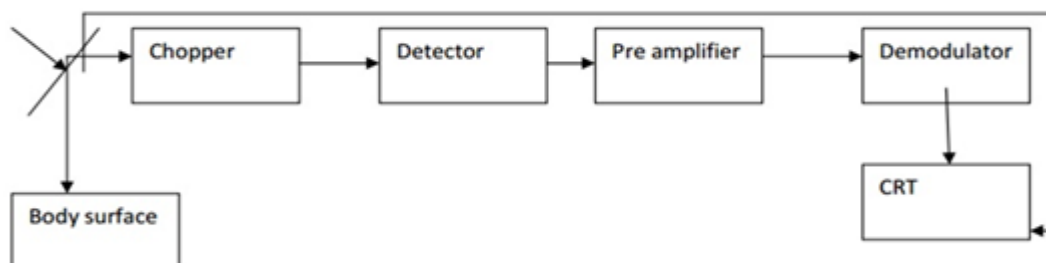 Chopper
Detector
Pre amplifier
Demodulator
CRT
Body surface